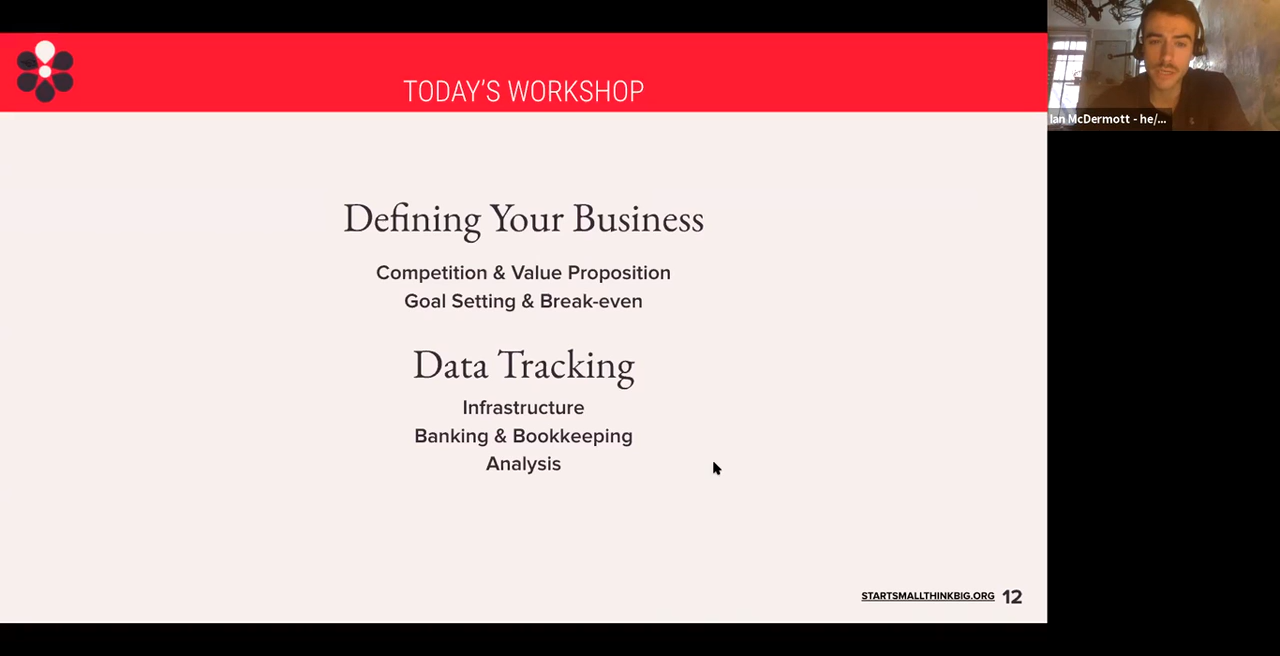 TODAY'S WORKSHOP
Ian McDermott - he/...
Defining Your Business
Competition & Value Proposition
Goal Setting & Break-even
Data Tracking
Infrastructure
Banking & Bookkeeping
Analysis
STARTSMALLTHINKBIG.ORG 12